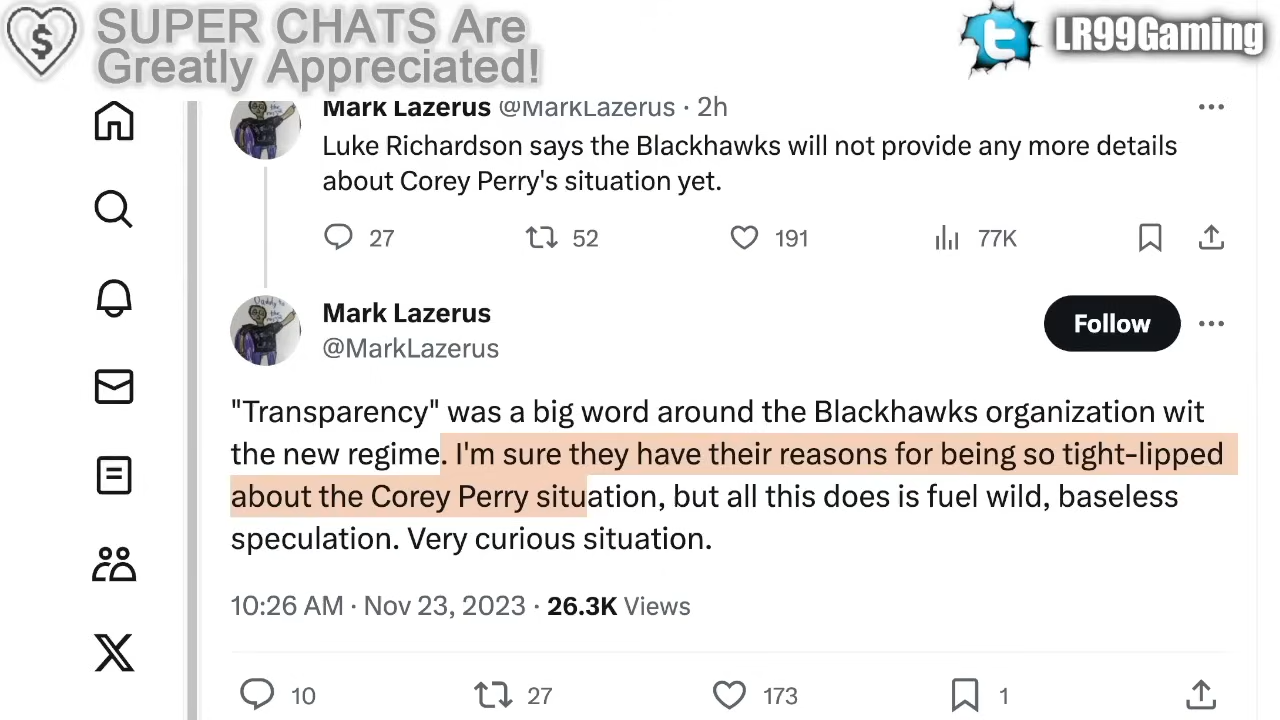 SUPER CHATS Are
Greatly Appreciated!
LR99Gaming
Mark Lazerus @MarkLazerus · 2h
Luke Richardson says the Blackhawks will not provide any more details
about Corey Perry's situation yet.
27 52 191 77K
Mark Lazerus
@MarkLazerus
Follow
"Transparency" was a big word around the Blackhawks organization wit
the new regime. I'm sure they have their reasons for being so tight-lipped
about the Corey Perry situation, but all this does is fuel wild, baseless
speculation. Very curious situation.
10:26 AM · Nov 23, 2023 · 26.3K Views
10 27 173 1